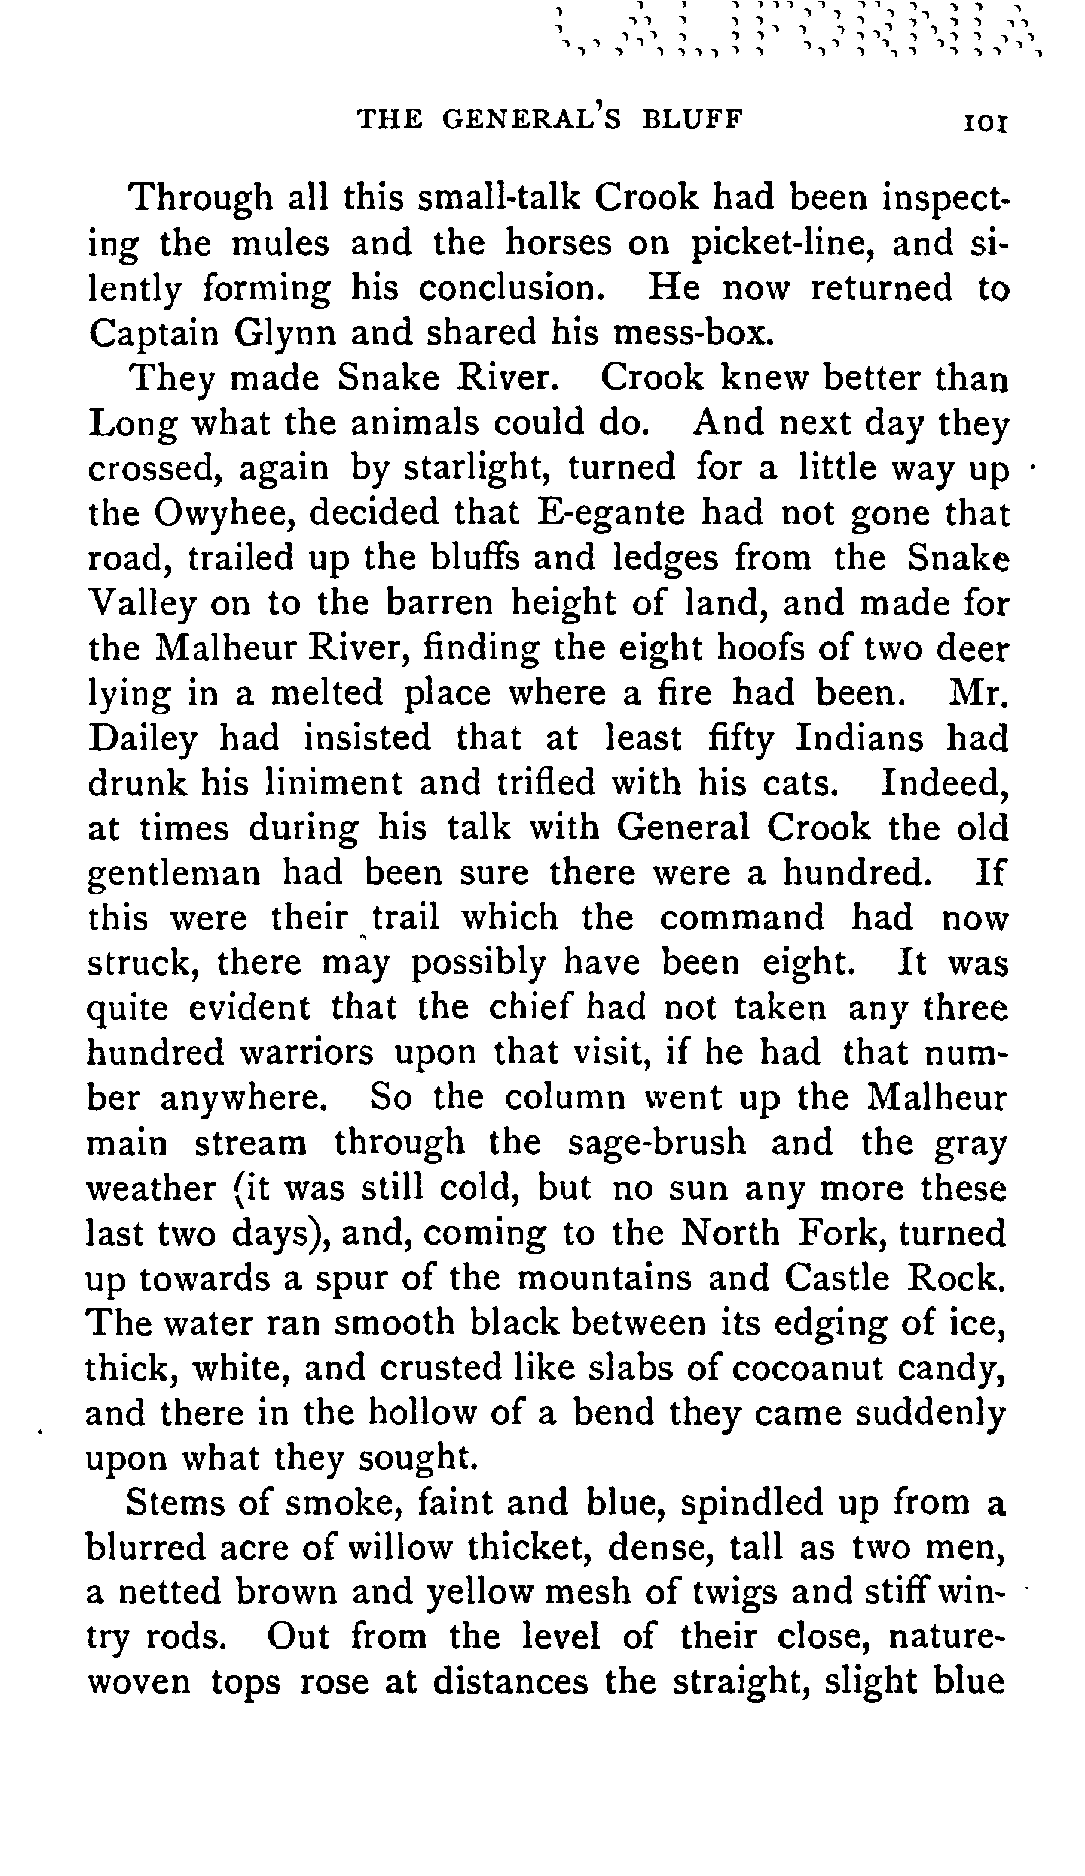 CALIFORNIA
THE GENERAL'S BLUFF 101
Through all this small-talk Crook had been inspect-
ing the mules and the horses on picket-line, and si-
lently forming his conclusion. He now returned to
Captain Glynn and shared his mess-box.
They made Snake River. Crook knew better than
Long what the animals could do. And next day they
crossed, again by starlight, turned for a little way up
the Owyhee, decided that E-egante had not gone that
road, trailed up the bluffs and ledges from the Snake
Valley on to the barren height of land, and made for
the Malheur River, finding the eight hoofs of two deer
lying in a melted place where a fire had been. Mr.
Dailey had insisted that at least fifty Indians had
drunk his liniment and trifled with his cats. Indeed,
at times during his talk with General Crook the old
gentleman had been sure there were a hundred. If
this were their trail which the command had now
struck, there may possibly have been eight. It was
quite evident that the chief had not taken any three
hundred warriors upon that visit, if he had that num-
ber anywhere. So the column went up the Malheur
main stream through the sage-brush and the gray
weather (it was still cold, but no sun any more these
last two days), and, coming to the North Fork, turned
up towards a spur of the mountains and Castle Rock.
The water ran smooth black between its edging of ice,
thick, white, and crusted like slabs of cocoanut candy,
and there in the hollow of a bend they came suddenly
upon what they sought.
Stems of smoke, faint and blue, spindled up from a
blurred acre of willow thicket, dense, tall as two men,
a netted brown and yellow mesh of twigs and stiff win-
try rods. Out from the level of their close, nature-
woven tops rose at distances the straight, slight blue